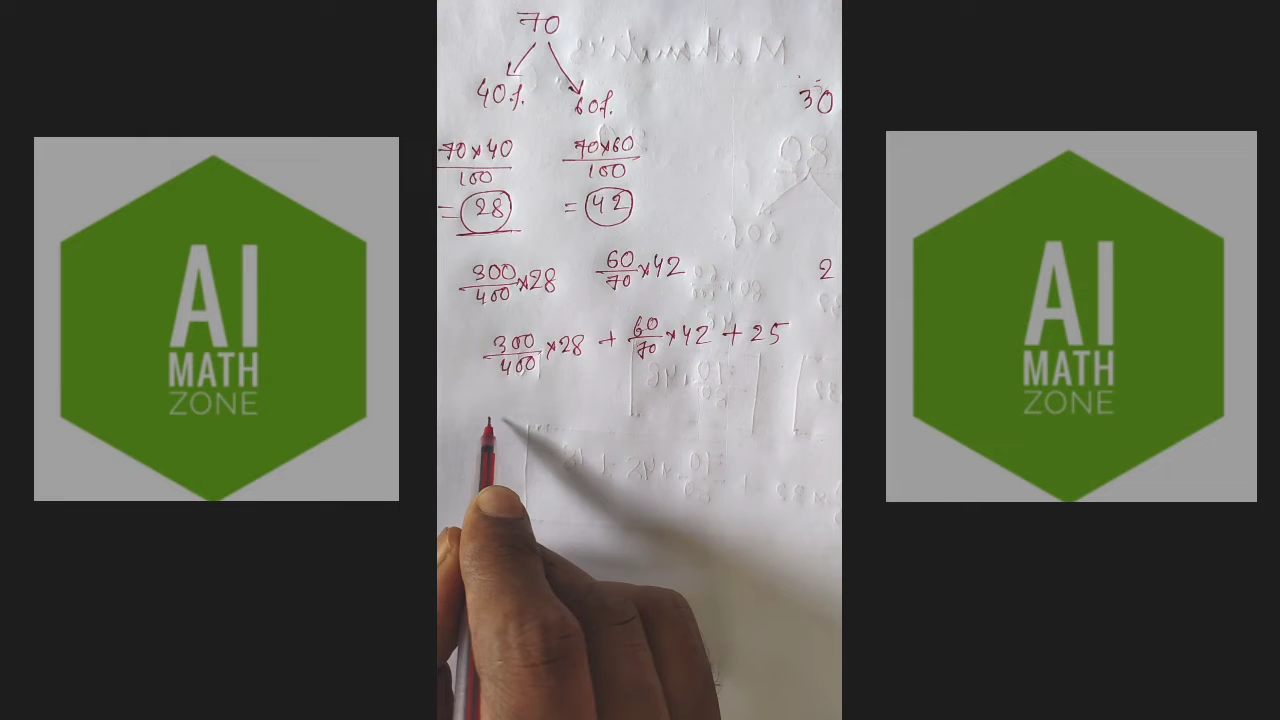 70
40% 60%
30
70×40 70×60
100 100
= 28 = 42
300/400 ×28 60/70 ×42
2
300/400 ×28 + 60/70 ×42 + 25
AI
MATH
ZONE
AI
MATH
ZONE